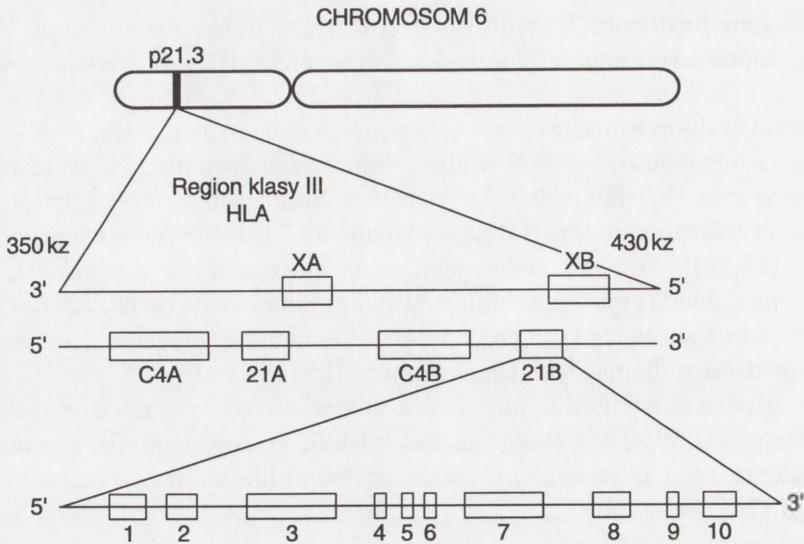 CHROMOSOM 6
p21.3
Region klasy III
HLA
350 kz 430 kz
XA XB
3' 5'
5' 3'
C4A 21A C4B 21B
5' 3'
1 2 3 4 5 6 7 8 9 10